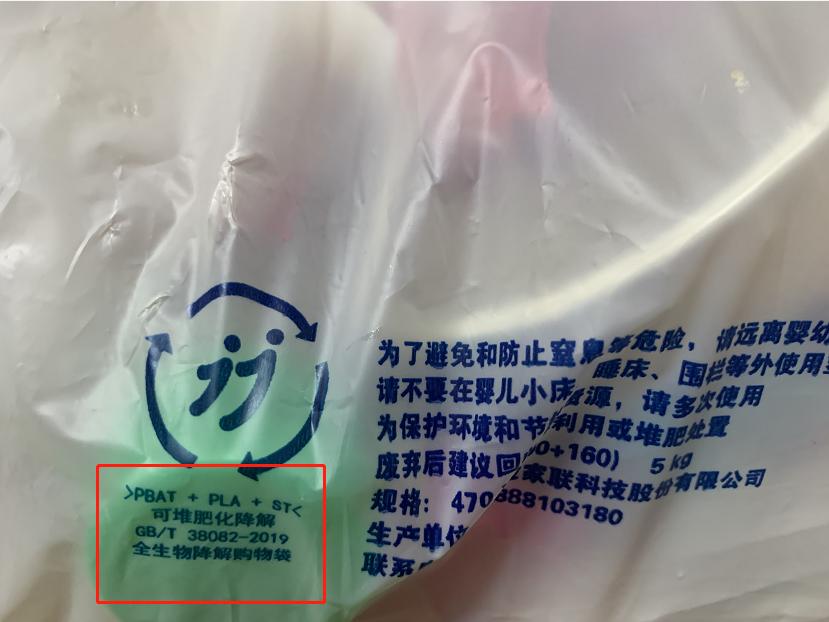 为了避免和防止窒息等危险，请远离婴幼
请不要在婴儿小床 睡床、围栏等外使用
为保护环境和节 源，请多次使用
废弃后建议回 利用或堆肥处置
规格：470 +160) 5 kg
生产单位 家联科技股份有限公司
联系 88103180
>PBAT + PLA + ST<
可堆肥化降解
GB/T 38082-2019
全生物降解购物袋